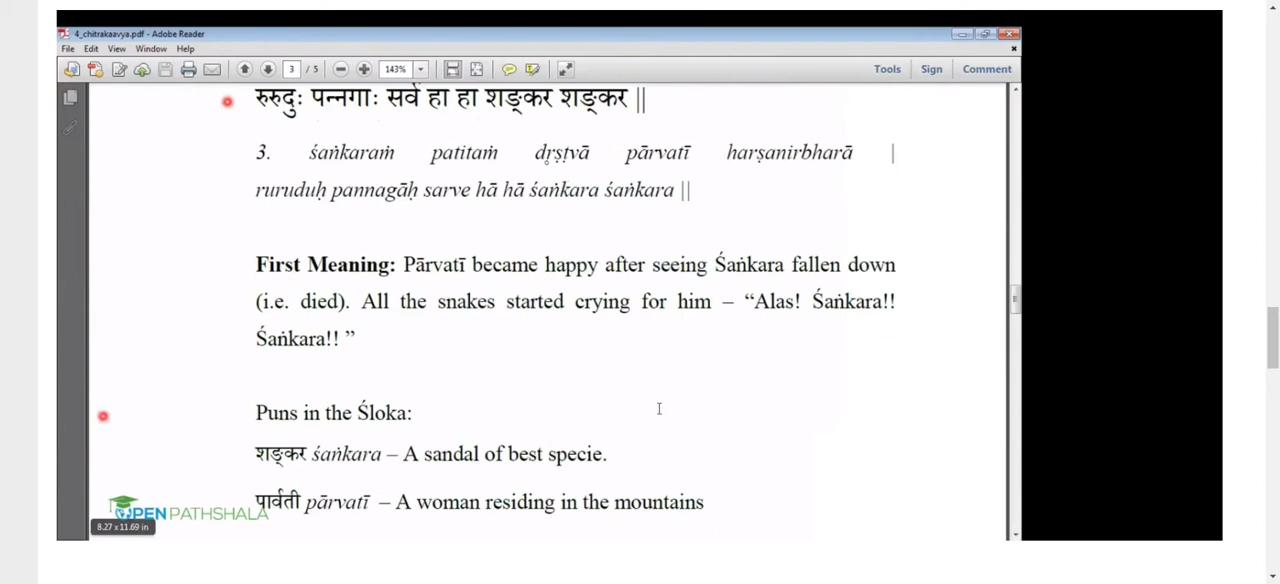 4_chitrakaavya.pdf - Adobe Reader
File Edit View Window Help
3 / 5 143% Tools Sign Comment
रुरुदुः पन्नगाः सर्वे हा हा शङ्कर शङ्कर ||
3. śaṅkaraṁ patitaṁ dr̥ṣṭvā pārvatī harṣanirbharā |
ruruduḥ pannagāḥ sarve hā hā śaṅkara śaṅkara ||
First Meaning: Pārvatī became happy after seeing Śaṅkara fallen down
(i.e. died). All the snakes started crying for him – “Alas! Śaṅkara!!
Śaṅkara!! ”
Puns in the Śloka:
शङ्कर śaṅkara – A sandal of best specie.
पार्वती pārvatī – A woman residing in the mountains
OPEN PATHSHALA
8.27 x 11.69 in